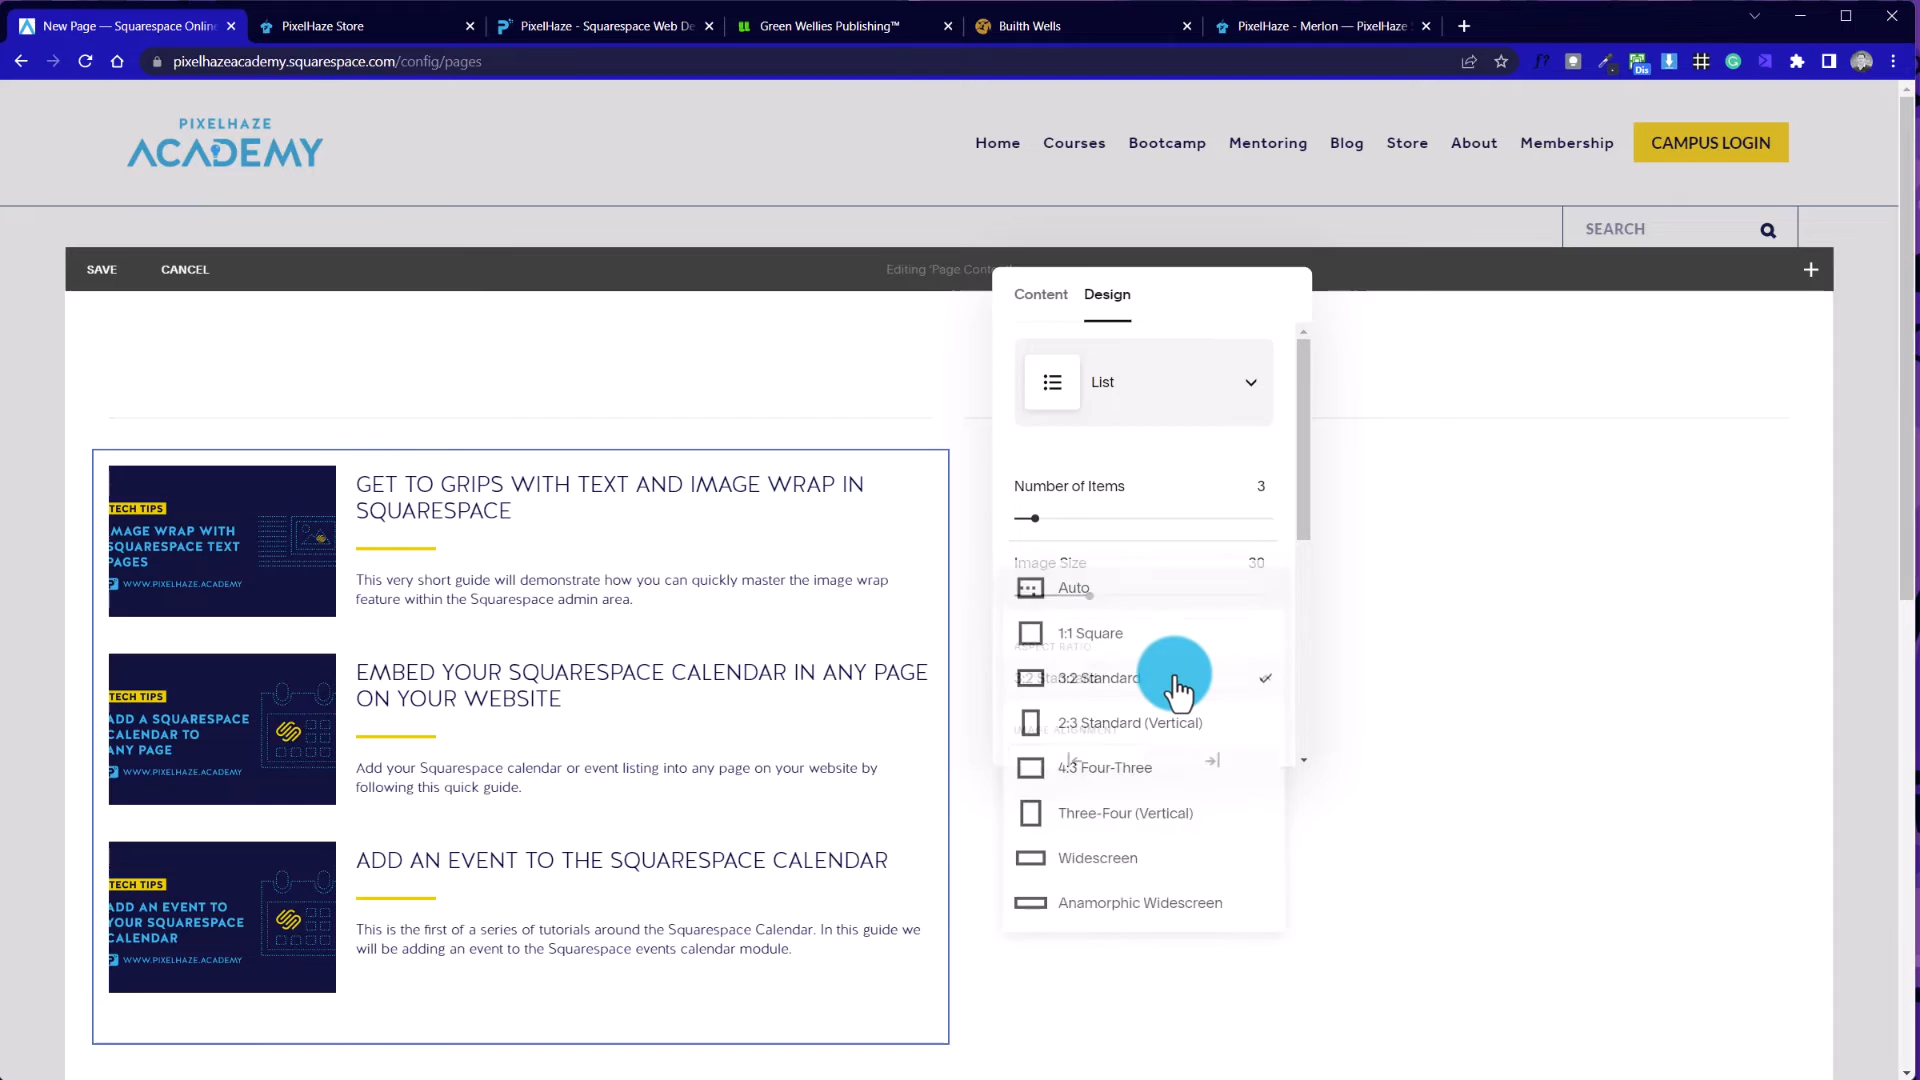 New Page — Squarespace Online
PixelHaze Store
PixelHaze - Squarespace Web De
Green Wellies Publishing™
Builth Wells
PixelHaze - Merlon — PixelHaze
pixelhazeacademy.squarespace.com/config/pages
f?
Dis
PIXELHAZE
ACADEMY
Home
Courses
Bootcamp
Mentoring
Blog
Store
About
Membership
CAMPUS LOGIN
SEARCH
SAVE
CANCEL
Editing 'Page Conte
Content
Design
List
Number of Items
3
Image Size
30
Auto
1:1 Square
ASPECT RATIO
3:2 Standard
2:3 Standard (Vertical)
IMAGE ALIGNMENT
4:3 Four-Three
Three-Four (Vertical)
Widescreen
Anamorphic Widescreen
TECH TIPS
MAGE WRAP WITH
SQUARESPACE TEXT
PAGES
WWW.PIXELHAZE.ACADEMY
GET TO GRIPS WITH TEXT AND IMAGE WRAP IN
SQUARESPACE
This very short guide will demonstrate how you can quickly master the image wrap
feature within the Squarespace admin area.
TECH TIPS
ADD A SQUARESPACE
CALENDAR TO
ANY PAGE
WWW.PIXELHAZE.ACADEMY
EMBED YOUR SQUARESPACE CALENDAR IN ANY PAGE
ON YOUR WEBSITE
Add your Squarespace calendar or event listing into any page on your website by
following this quick guide.
TECH TIPS
ADD AN EVENT TO
YOUR SQUARESPACE
CALENDAR
WWW.PIXELHAZE.ACADEMY
ADD AN EVENT TO THE SQUARESPACE CALENDAR
This is the first of a series of tutorials around the Squarespace Calendar. In this guide we
will be adding an event to the Squarespace events calendar module.